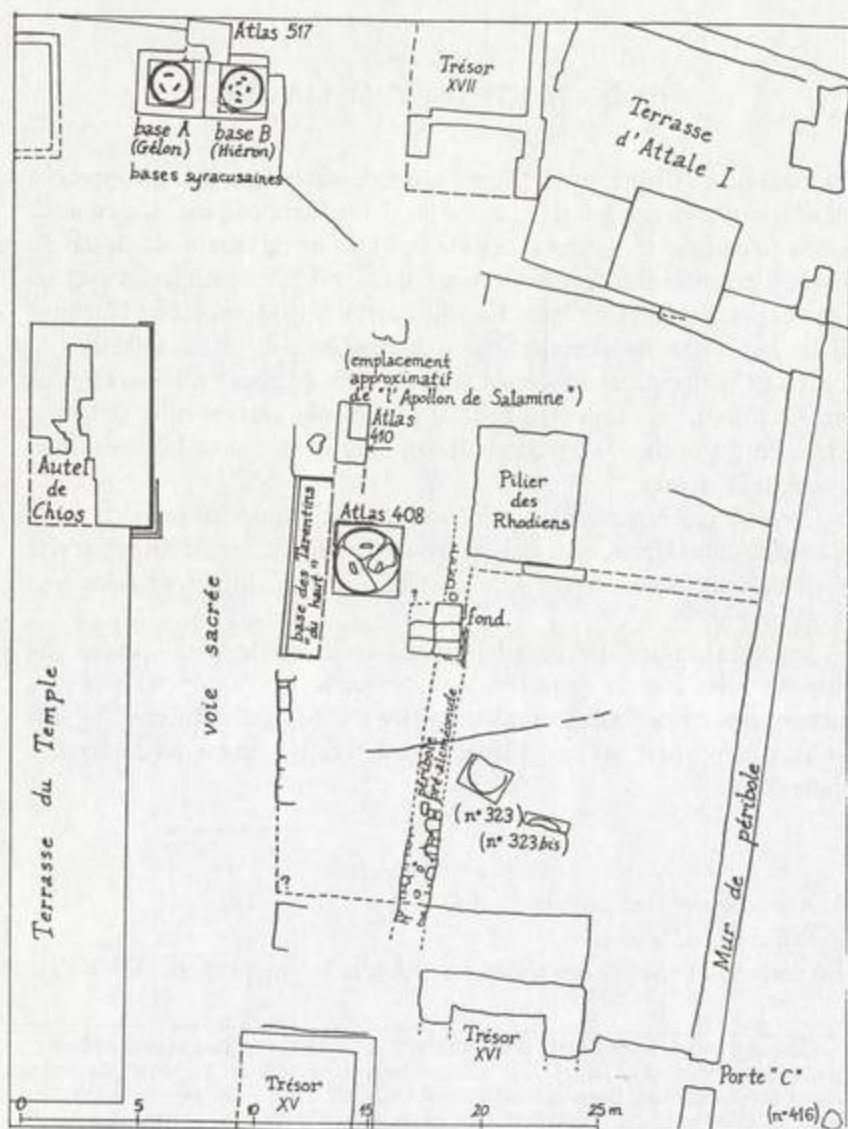 Atlas 517
Trésor
XVII
base A
(Gélon)
base B
(Hiéron)
bases syracusaines
Terrasse
d'Attale I
(emplacement
approximatif
de "l'Apollon de Salamine")
Atlas
410
Autel
de
Chios
Atlas 408
Pilier
des
Rhodiens
base des "Tarentins
du haut"
voie sacrée
fond.
Terrasse du Temple
péribole
(n° 323)
(n° 323 bis)
?
Mur de péribole
Trésor
XVI
Trésor
XV
Porte "C"
0 5 10 15 20 25 m
(n° 416)